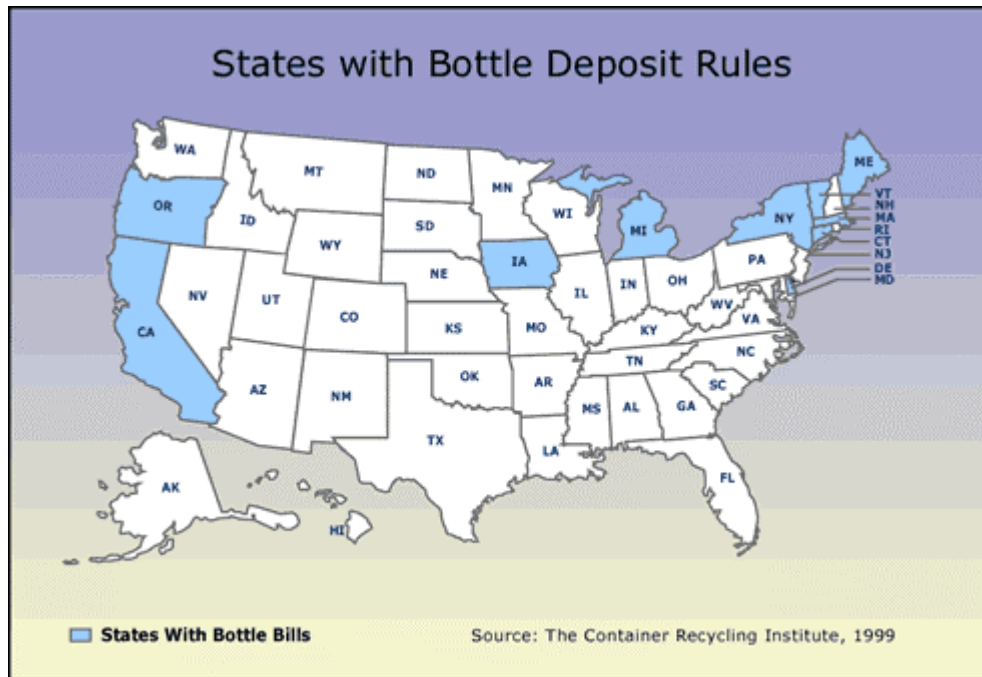 States with Bottle Deposit Rules
WA
MT
ND
MN
ME
OR
ID
WY
SD
WI
MI
NY
VT
NH
MA
RI
CT
NJ
DE
MD
NV
UT
CO
NE
IA
IL
IN
OH
PA
CA
KS
MO
KY
WV
VA
AZ
NM
OK
AR
TN
NC
SC
TX
LA
MS
AL
GA
FL
AK
HI
States With Bottle Bills
Source: The Container Recycling Institute, 1999